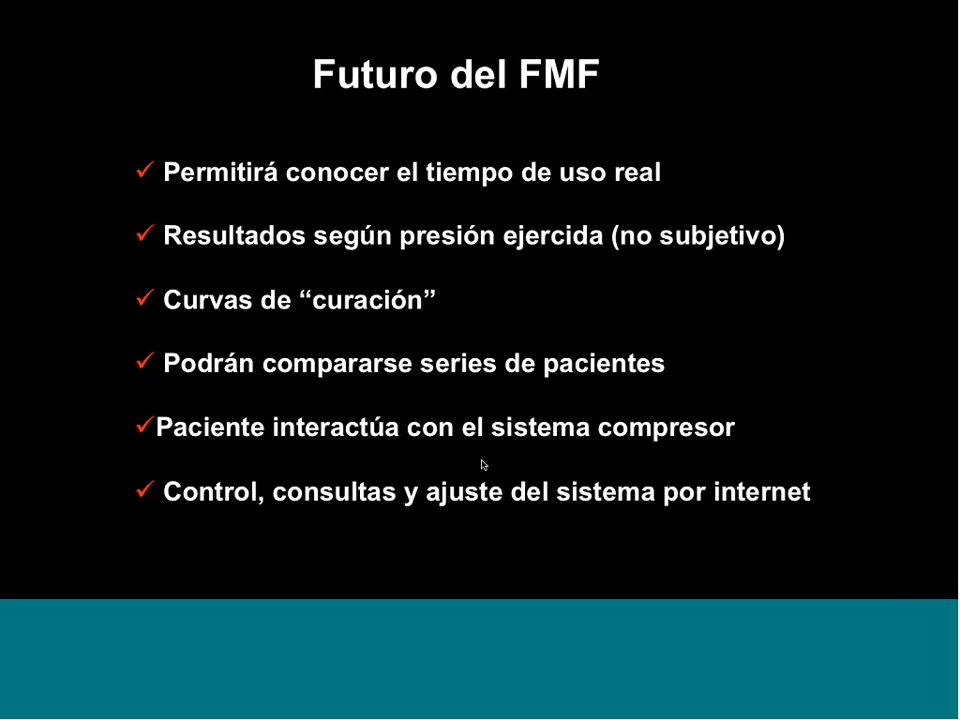 Futuro del FMF
✓ Permitirá conocer el tiempo de uso real
✓ Resultados según presión ejercida (no subjetivo)
✓ Curvas de “curación”
✓ Podrán compararse series de pacientes
✓Paciente interactúa con el sistema compresor
✓ Control, consultas y ajuste del sistema por internet